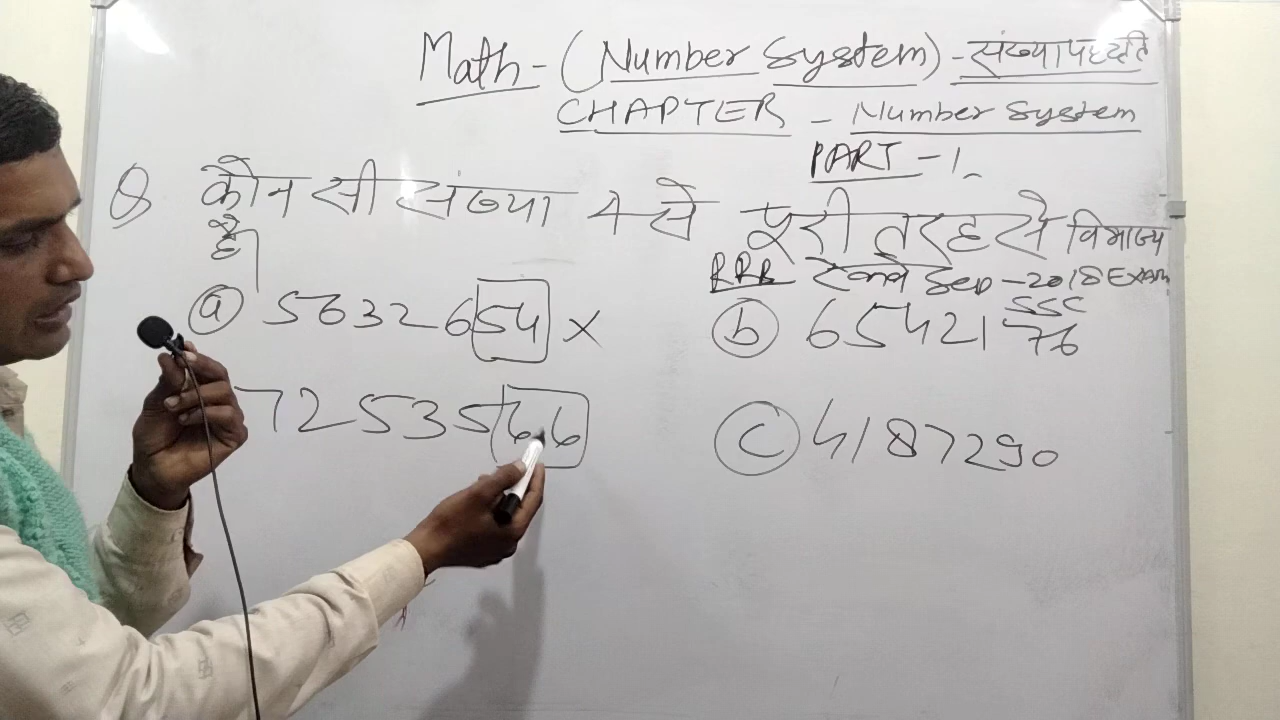 Math - (Number System) - संख्या पद्दति
CHAPTER - Number System
PART - 1.
Q कौन सी संख्या 4 से पूरी तरह से विभाज्य
है।
RRB रेलवे Sep - 2018 Exam
SSC
(a) 5632654 × (b) 6542176
7253566 (c) 4187290